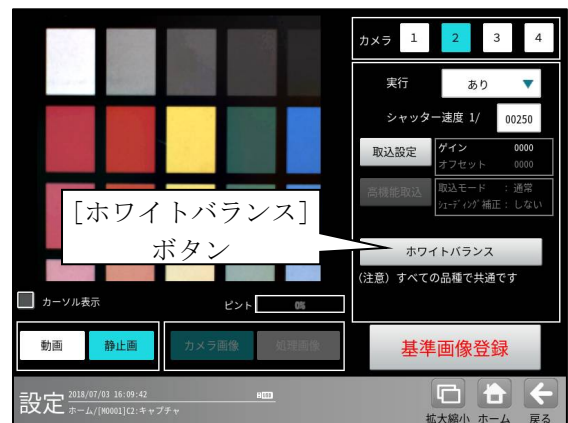 カメラ 1 2 3 4
実行 あり ▼
シャッター速度 1/ 00250
取込設定 ゲイン 0000
オフセット 0000
高機能取込 取込モード : 通常
シェーディング補正 : しない
[ホワイトバランス]
ボタン
ホワイトバランス
(注意) すべての品種で共通です
カーソル表示 ピント 0%
動画 静止画 カメラ画像 処理画像
基準画像登録
設定 2018/07/03 16:09:42
ホーム/[M0001]C2:キャプチャ
拡大縮小 ホーム 戻る